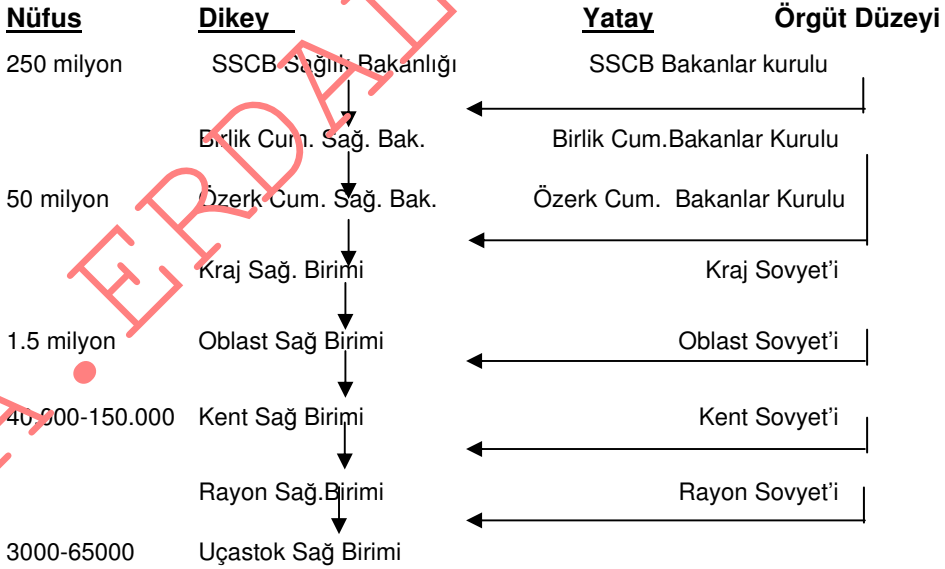 Nüfus Dikey Yatay Örgüt Düzeyi
250 milyon SSCB Sağlık Bakanlığı SSCB Bakanlar kurulu
Birlik Cum. Sağ. Bak. Birlik Cum.Bakanlar Kurulu
50 milyon Özerk Cum. Sağ. Bak. Özerk Cum. Bakanlar Kurulu
Kraj Sağ. Birimi Kraj Sovyet’i
1.5 milyon Oblast Sağ Birimi Oblast Sovyet’i
40.000-150.000 Kent Sağ Birimi Kent Sovyet’i
Rayon Sağ.Birimi Rayon Sovyet’i
3000-65000 Uçastok Sağ Birimi
A. ERDAL